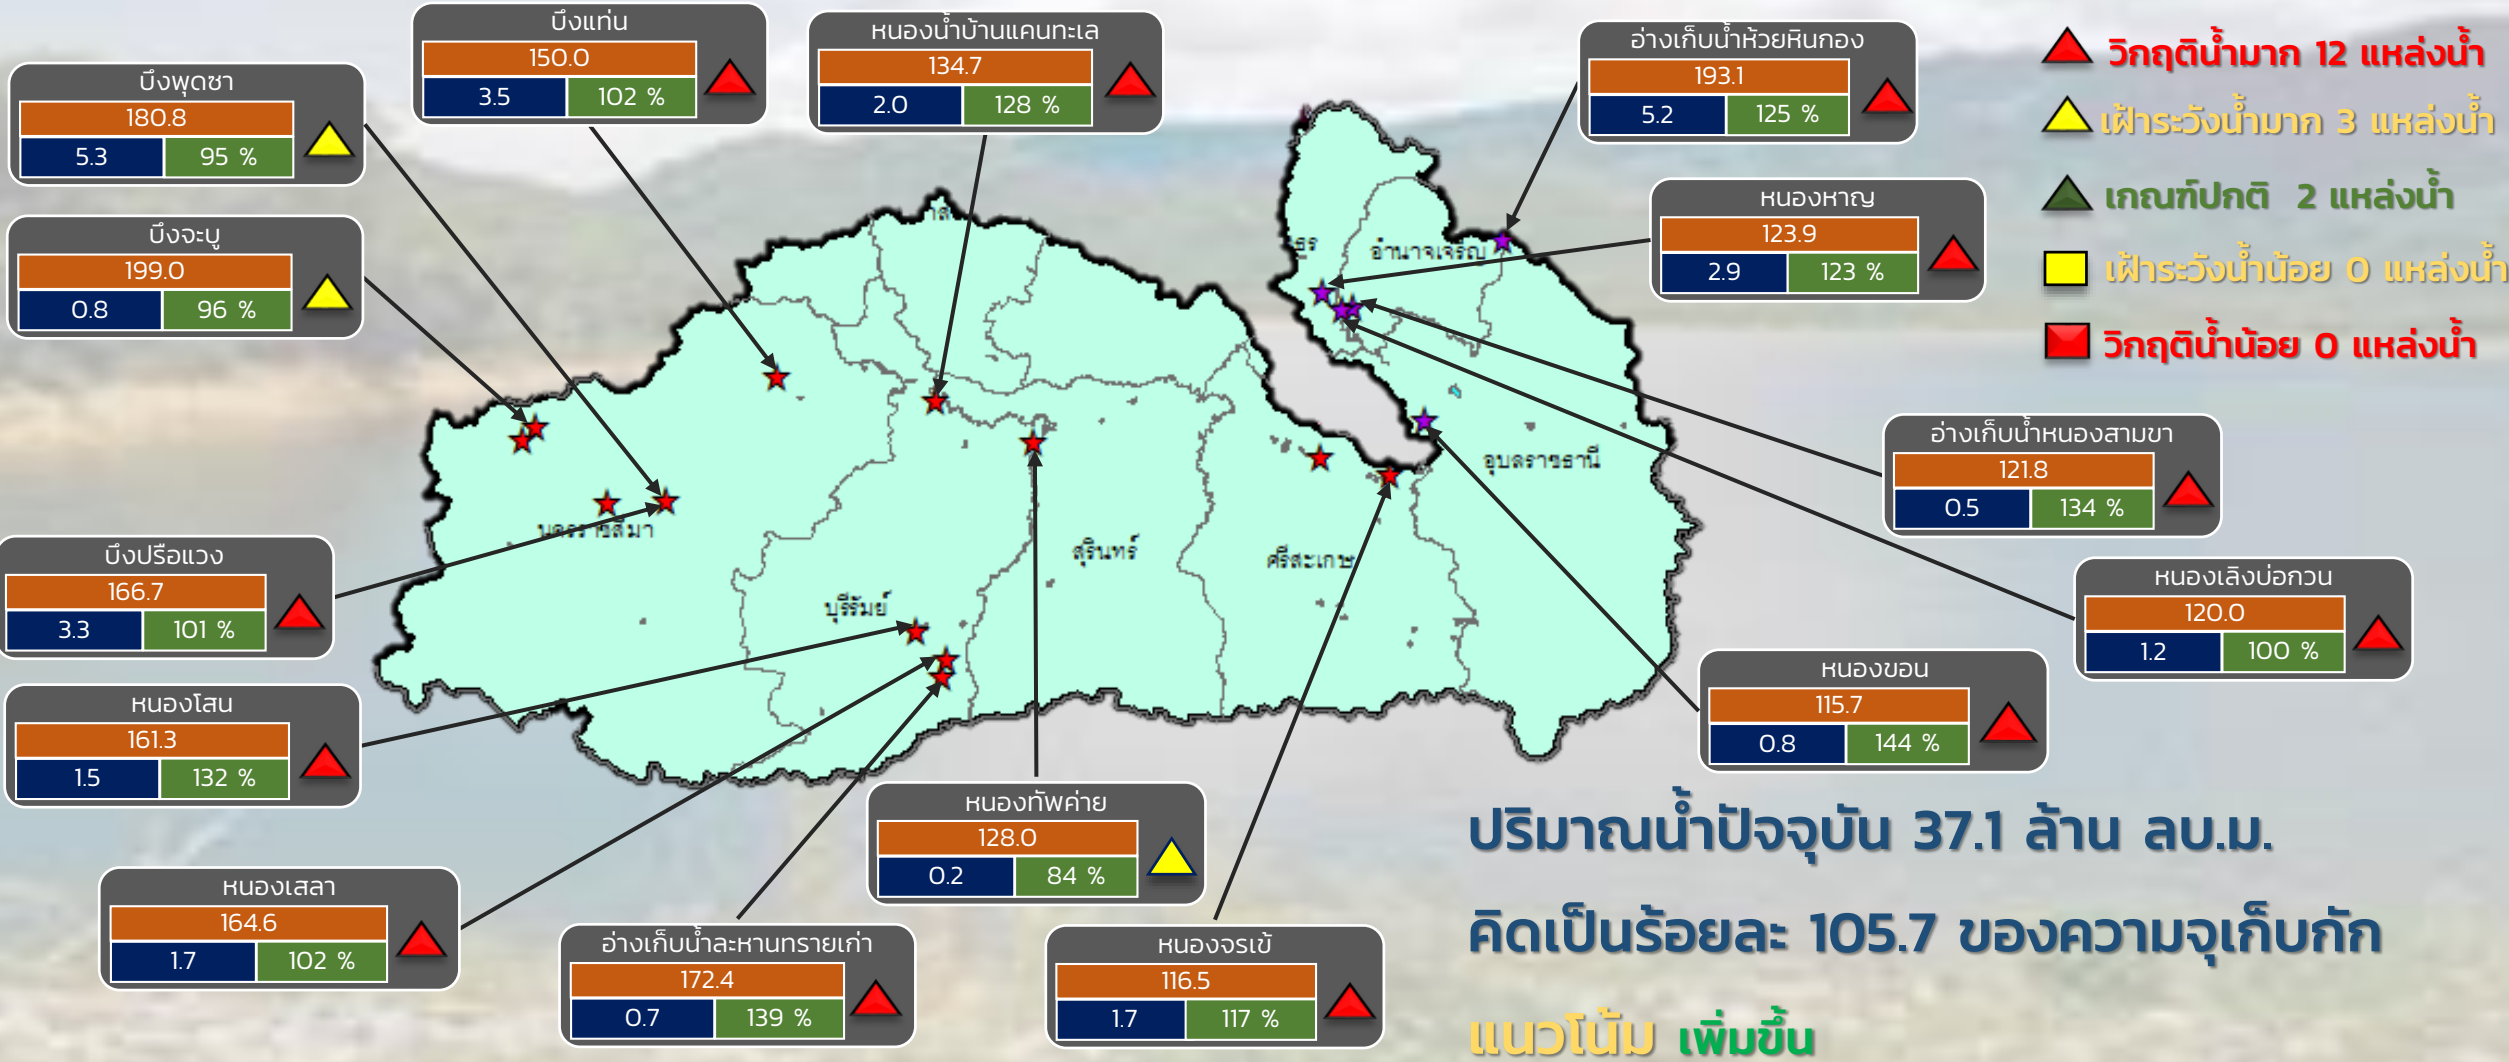 บึงแท่น
150.0
3.5 102 %
หนองน้ำบ้านแคนทะเล
134.7
2.0 128 %
อ่างเก็บน้ำห้วยหินกอง
193.1
5.2 125 %
วิกฤติน้ำมาก 12 แหล่งน้ำ
เฝ้าระวังน้ำมาก 3 แหล่งน้ำ
เกณฑ์ปกติ 2 แหล่งน้ำ
เฝ้าระวังน้ำน้อย 0 แหล่งน้ำ
วิกฤติน้ำน้อย 0 แหล่งน้ำ
บึงพุดซา
180.8
5.3 95 %
หนองหาญ
123.9
2.9 123 %
บึงจะบู
199.0
0.8 96 %
อำนาจเจริญ
อ่างเก็บน้ำหนองสามขา
121.8
0.5 134 %
อุบลราชธานี
นครราชสีมา
สุรินทร์
ศรีสะเกษ
บุรีรัมย์
บึงปรือแวง
166.7
3.3 101 %
หนองเลิงบ่อกวน
120.0
1.2 100 %
หนองโสน
161.3
1.5 132 %
หนองขอน
115.7
0.8 144 %
หนองทัพค่าย
128.0
0.2 84 %
หนองเสลา
164.6
1.7 102 %
อ่างเก็บน้ำละหานทรายเก่า
172.4
0.7 139 %
หนองจรเข้
116.5
1.7 117 %
ปริมาณน้ำปัจจุบัน 37.1 ล้าน ลบ.ม.
คิดเป็นร้อยละ 105.7 ของความจุเก็บกัก
แนวโน้ม เพิ่มขึ้น